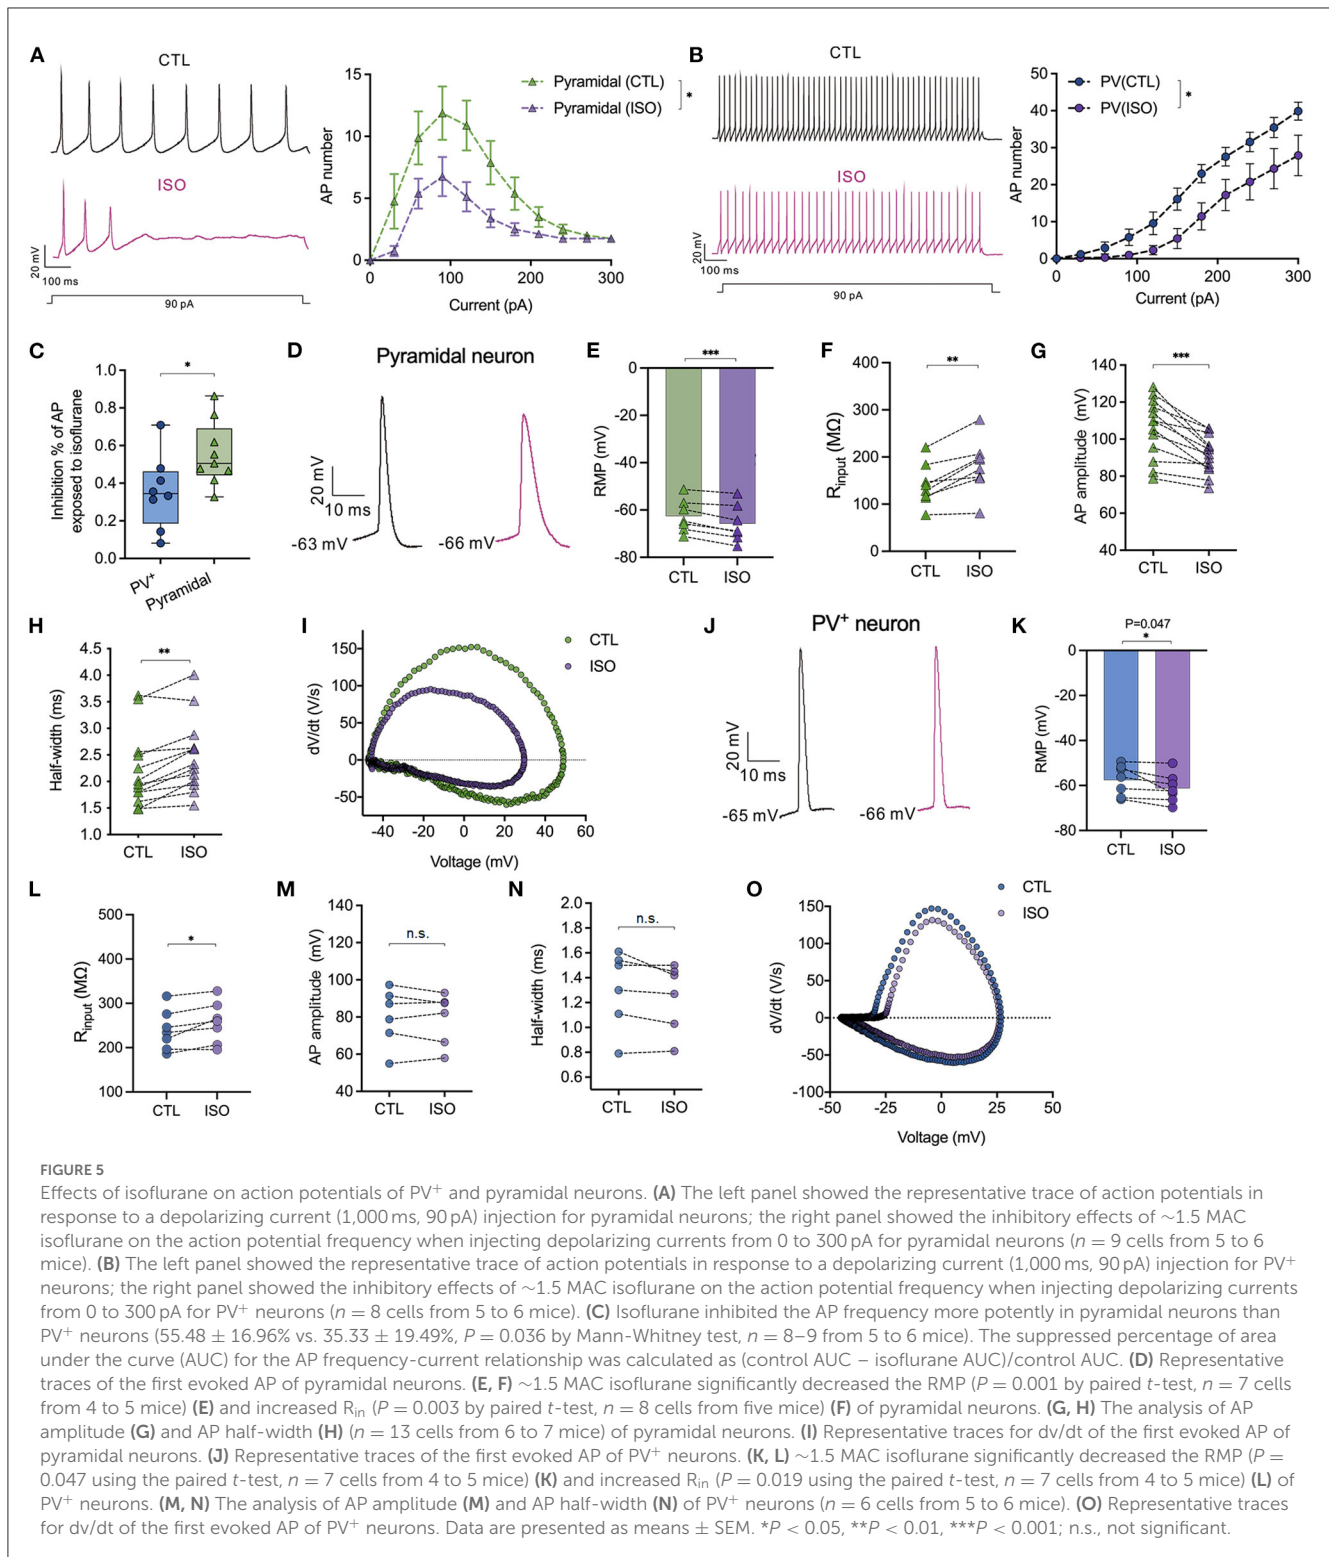 A
CTL
ISO
20 mV
100 ms
90 pA
AP number
15
10
5
0
0 100 200 300
Current (pA)
Pyramidal (CTL)
Pyramidal (ISO)
*
B
CTL
ISO
20 mV
100 ms
90 pA
AP number
50
40
30
20
10
0
0 100 200 300
Current (pA)
PV(CTL)
PV(ISO)
*
C
Inhibition % of AP
exposed to isoflurane
1.0
0.8
0.6
0.4
0.2
0.0
*
PV+
Pyramidal
D
Pyramidal neuron
20 mV
10 ms
-63 mV
-66 mV
E
RMP (mV)
0
-20
-40
-60
-80
***
CTL ISO
F
Rinput (MΩ)
400
300
200
100
0
**
CTL ISO
G
AP amplitude (mV)
140
120
100
80
60
40
***
CTL ISO
H
Half-width (ms)
4.5
4.0
3.5
3.0
2.5
2.0
1.5
1.0
**
CTL ISO
I
dV/dt (V/s)
150
100
50
0
-50
-40 -20 0 20 40 60
Voltage (mV)
CTL
ISO
J
PV+ neuron
20 mV
10 ms
-65 mV
-66 mV
K
P=0.047
*
RMP (mV)
0
-20
-40
-60
-80
CTL ISO
L
Rinput (MΩ)
500
400
300
200
100
*
CTL ISO
M
AP amplitude (mV)
140
120
100
80
60
40
n.s.
CTL ISO
N
Half-width (ms)
2.0
1.8
1.6
1.4
1.2
1.0
0.8
0.6
n.s.
CTL ISO
O
dV/dt (V/s)
150
100
50
0
-50
-100
-50 -25 0 25 50
Voltage (mV)
CTL
ISO
FIGURE 5
Effects of isoflurane on action potentials of PV+ and pyramidal neurons. (A) The left panel showed the representative trace of action potentials in
response to a depolarizing current (1,000 ms, 90 pA) injection for pyramidal neurons; the right panel showed the inhibitory effects of ~1.5 MAC
isoflurane on the action potential frequency when injecting depolarizing currents from 0 to 300 pA for pyramidal neurons (n = 9 cells from 5 to 6
mice). (B) The left panel showed the representative trace of action potentials in response to a depolarizing current (1,000 ms, 90 pA) injection for PV+
neurons; the right panel showed the inhibitory effects of ~1.5 MAC isoflurane on the action potential frequency when injecting depolarizing currents
from 0 to 300 pA for PV+ neurons (n = 8 cells from 5 to 6 mice). (C) Isoflurane inhibited the AP frequency more potently in pyramidal neurons than
PV+ neurons (55.48 ± 16.96% vs. 35.33 ± 19.49%, P = 0.036 by Mann-Whitney test, n = 8–9 from 5 to 6 mice). The suppressed percentage of area
under the curve (AUC) for the AP frequency-current relationship was calculated as (control AUC – isoflurane AUC)/control AUC. (D) Representative
traces of the first evoked AP of pyramidal neurons. (E, F) ~1.5 MAC isoflurane significantly decreased the RMP (P = 0.001 by paired t-test, n = 7 cells
from 4 to 5 mice) (E) and increased Rin (P = 0.003 by paired t-test, n = 8 cells from five mice) (F) of pyramidal neurons. (G, H) The analysis of AP
amplitude (G) and AP half-width (H) (n = 13 cells from 6 to 7 mice) of pyramidal neurons. (I) Representative traces for dv/dt of the first evoked AP of
pyramidal neurons. (J) Representative traces of the first evoked AP of PV+ neurons. (K, L) ~1.5 MAC isoflurane significantly decreased the RMP (P =
0.047 using the paired t-test, n = 7 cells from 4 to 5 mice) (K) and increased Rin (P = 0.019 using the paired t-test, n = 7 cells from 4 to 5 mice) (L) of
PV+ neurons. (M, N) The analysis of AP amplitude (M) and AP half-width (N) of PV+ neurons (n = 6 cells from 5 to 6 mice). (O) Representative traces
for dv/dt of the first evoked AP of PV+ neurons. Data are presented as means ± SEM. *P < 0.05, **P < 0.01, ***P < 0.001; n.s., not significant.